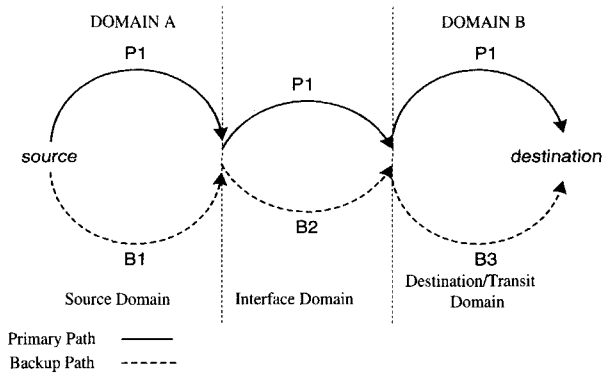 DOMAIN A
DOMAIN B
P1
P1
P1
source
destination
B1
B2
B3
Source Domain
Interface Domain
Destination/Transit
Domain
Primary Path
Backup Path